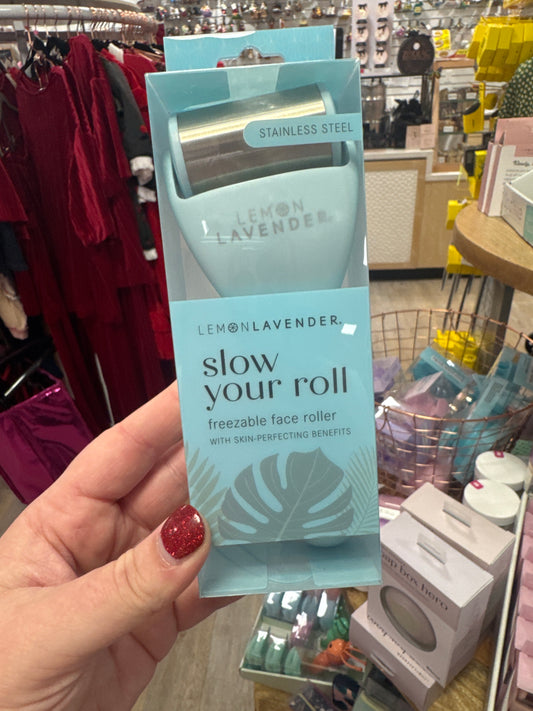 STAINLESS STEEL
LEMON
LAVENDER®
LEMONLAVENDER®
slow
your roll
freezable face roller
WITH SKIN-PERFECTING BENEFITS